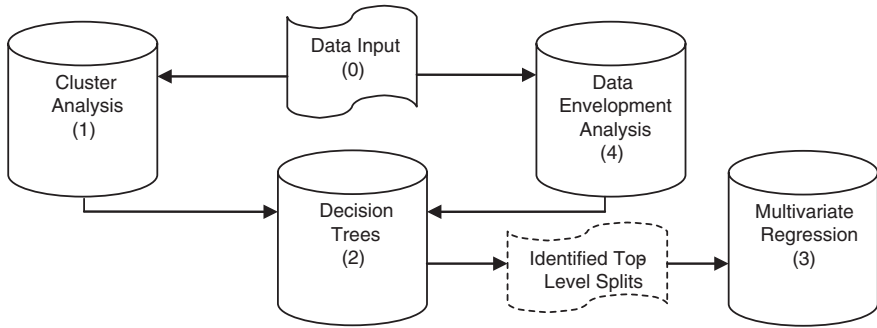 Data Input
(0)
Cluster
Analysis
(1)
Data
Envelopment
Analysis
(4)
Decision
Trees
(2)
Identified Top-
Level Splits
Multivariate
Regression
(3)